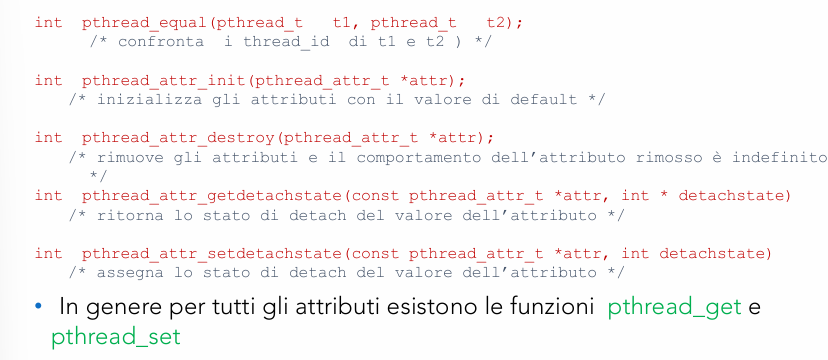 int pthread_equal(pthread_t t1, pthread_t t2);
/* confronta i thread_id di t1 e t2 ) */
int pthread_attr_init(pthread_attr_t *attr);
/* inizializza gli attributi con il valore di default */
int pthread_attr_destroy(pthread_attr_t *attr);
/* rimuove gli attributi e il comportamento dell’attributo rimosso è indefinito
*/
int pthread_attr_getdetachstate(const pthread_attr_t *attr, int * detachstate)
/* ritorna lo stato di detach del valore dell’attributo */
int pthread_attr_setdetachstate(const pthread_attr_t *attr, int detachstate)
/* assegna lo stato di detach del valore dell’attributo */
• In genere per tutti gli attributi esistono le funzioni pthread_get e
pthread_set